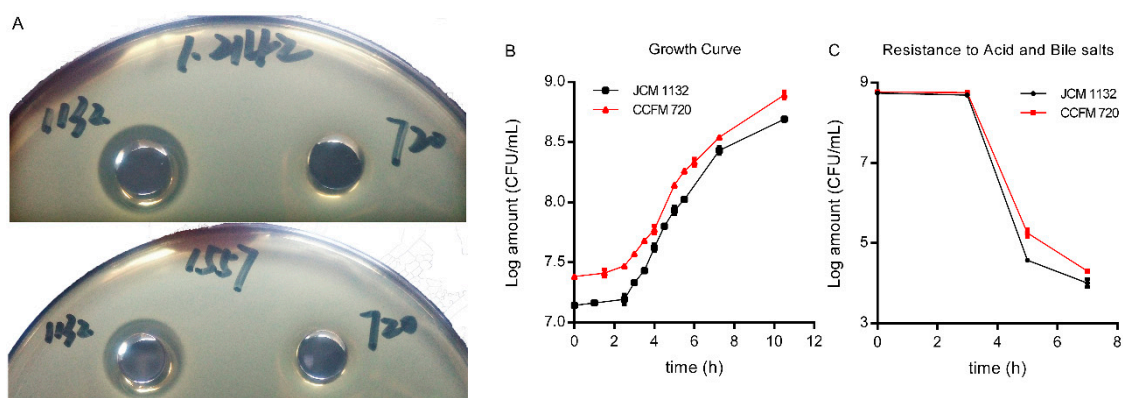 A
1.2142
1132
720
1557
1132
720
B
Growth Curve
JCM 1132
CCFM 720
Log amount (CFU/mL)
9.0
8.5
8.0
7.5
7.0
0 2 4 6 8 10 12
time (h)
C
Resistance to Acid and Bile salts
JCM 1132
CCFM 720
Log amount (CFU/mL)
9
7
5
3
0 2 4 6 8
time (h)